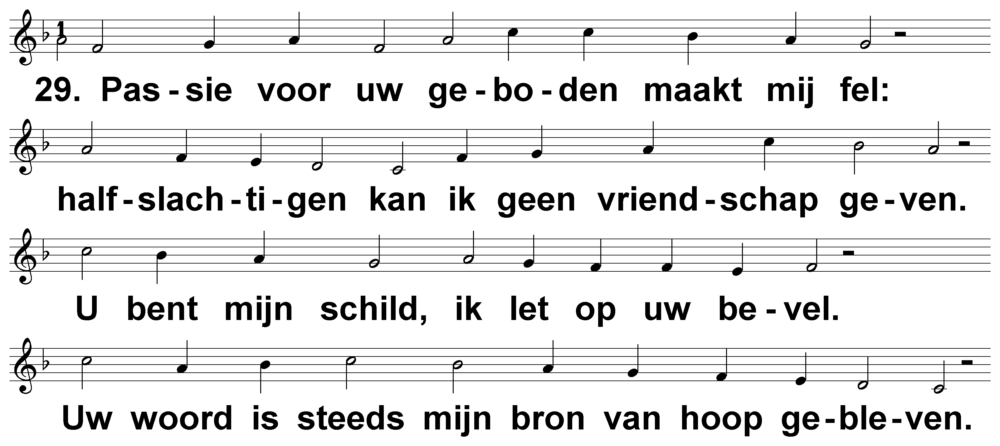 1
29. Pas-sie voor uw ge-bo-den maakt mij fel:
half-slach-ti-gen kan ik geen vriend-schap ge-ven.
U bent mijn schild, ik let op uw be-vel.
Uw woord is steeds mijn bron van hoop ge-ble-ven.